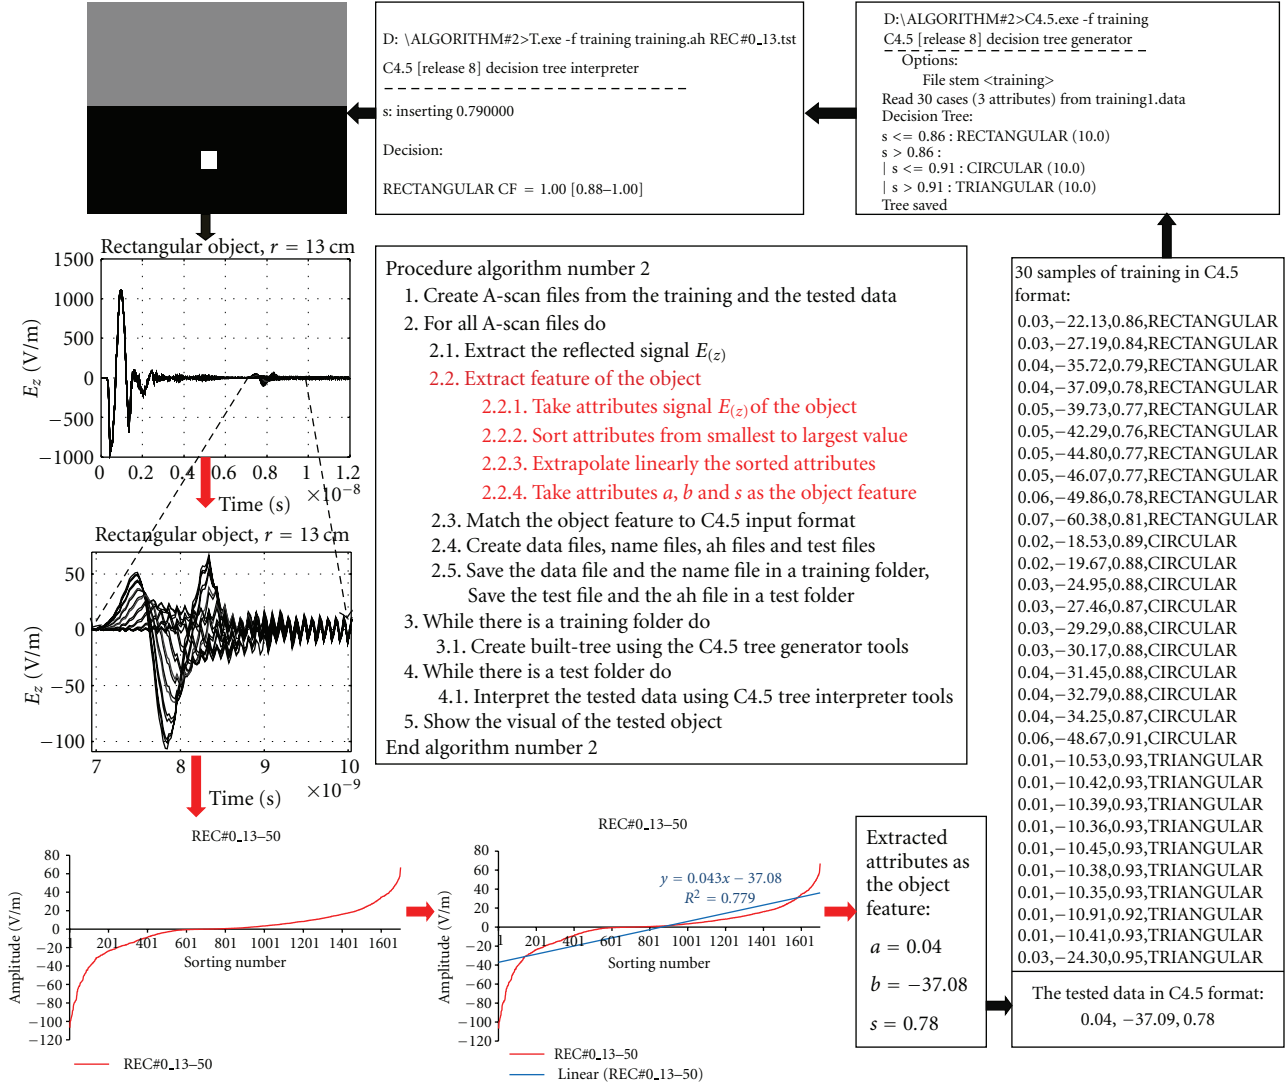 D: \ALGORITHM#2>T.exe -f training training.ah REC#0_13.tst
C4.5 [release 8] decision tree interpreter
s: inserting 0.790000
Decision:
RECTANGULAR CF = 1.00 [0.88–1.00]
D:\ALGORITHM#2>C4.5.exe -f training
C4.5 [release 8] decision tree generator
Options:
File stem <training>
Read 30 cases (3 attributes) from training1.data
Decision Tree:
s <= 0.86 : RECTANGULAR (10.0)
s > 0.86 :
| s <= 0.91 : CIRCULAR (10.0)
| s > 0.91 : TRIANGULAR (10.0)
Tree saved
Rectangular object, r = 13 cm
1500
1000
500
0
−500
−1000
E_z (V/m)
0 0.2 0.4 0.6 0.8 1 1.2
Time (s)
×10−8
Rectangular object, r = 13 cm
50
0
−50
−100
E_z (V/m)
7 8 9 10
Time (s)
×10−9
Procedure algorithm number 2
1. Create A-scan files from the training and the tested data
2. For all A-scan files do
2.1. Extract the reflected signal E(z)
2.2. Extract feature of the object
2.2.1. Take attributes signal E(z) of the object
2.2.2. Sort attributes from smallest to largest value
2.2.3. Extrapolate linearly the sorted attributes
2.2.4. Take attributes a, b and s as the object feature
2.3. Match the object feature to C4.5 input format
2.4. Create data files, name files, ah files and test files
2.5. Save the data file and the name file in a training folder,
Save the test file and the ah file in a test folder
3. While there is a training folder do
3.1. Create built-tree using the C4.5 tree generator tools
4. While there is a test folder do
4.1. Interpret the tested data using C4.5 tree interpreter tools
5. Show the visual of the tested object
End algorithm number 2
30 samples of training in C4.5
format:
0.03,−22.13,0.86,RECTANGULAR
0.03,−27.19,0.84,RECTANGULAR
0.04,−35.72,0.79,RECTANGULAR
0.04,−37.09,0.78,RECTANGULAR
0.05,−39.73,0.77,RECTANGULAR
0.05,−42.29,0.76,RECTANGULAR
0.05,−44.80,0.77,RECTANGULAR
0.05,−46.07,0.77,RECTANGULAR
0.06,−49.86,0.78,RECTANGULAR
0.07,−60.38,0.81,RECTANGULAR
0.02,−18.53,0.89,CIRCULAR
0.02,−19.67,0.88,CIRCULAR
0.03,−24.95,0.88,CIRCULAR
0.03,−27.46,0.87,CIRCULAR
0.03,−29.29,0.88,CIRCULAR
0.03,−30.17,0.88,CIRCULAR
0.04,−31.45,0.88,CIRCULAR
0.04,−32.79,0.88,CIRCULAR
0.04,−34.25,0.87,CIRCULAR
0.06,−48.67,0.91,CIRCULAR
0.01,−10.53,0.93,TRIANGULAR
0.01,−10.42,0.93,TRIANGULAR
0.01,−10.39,0.93,TRIANGULAR
0.01,−10.36,0.93,TRIANGULAR
0.01,−10.45,0.93,TRIANGULAR
0.01,−10.38,0.93,TRIANGULAR
0.01,−10.35,0.93,TRIANGULAR
0.01,−10.91,0.92,TRIANGULAR
0.01,−10.41,0.93,TRIANGULAR
0.03,−24.30,0.95,TRIANGULAR
The tested data in C4.5 format:
0.04, −37.09, 0.78
REC#0_13–50
80
60
40
20
0
−20
−40
−60
−80
−100
−120
Amplitude (V/m)
1 201 401 601 801 1001 1201 1401 1601
Sorting number
REC#0_13–50
REC#0_13–50
80
60
40
20
0
−20
−40
−60
−80
−100
−120
Amplitude (V/m)
y = 0.043x − 37.08
R² = 0.779
1 201 401 601 801 1001 1201 1401 1601
Sorting number
REC#0_13–50
Linear (REC#0_13–50)
Extracted
attributes as
the object
feature:
a = 0.04
b = −37.08
s = 0.78